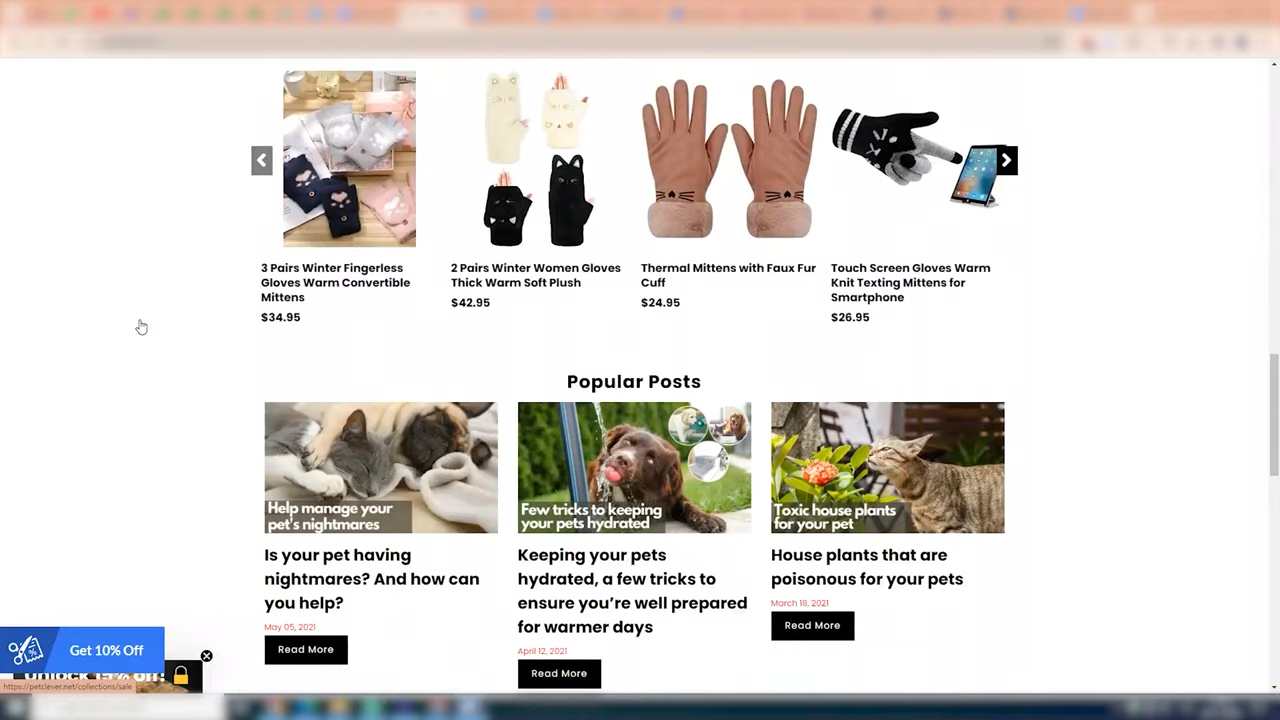 3 Pairs Winter Fingerless
Gloves Warm Convertible
Mittens
$34.95
2 Pairs Winter Women Gloves
Thick Warm Soft Plush
$42.95
Thermal Mittens with Faux Fur
Cuff
$24.95
Touch Screen Gloves Warm
Knit Texting Mittens for
Smartphone
$26.95
Popular Posts
Help manage your
pet's nightmares
Is your pet having
nightmares? And how can
you help?
May 05, 2021
Read More
Few tricks to keeping
your pets hydrated
Keeping your pets
hydrated, a few tricks to
ensure you’re well prepared
for warmer days
April 12, 2021
Read More
Toxic house plants
for your pet
House plants that are
poisonous for your pets
March 18, 2021
Read More
Get 10% Off
Unlock 15% off!
https://petclever.net/collections/sale